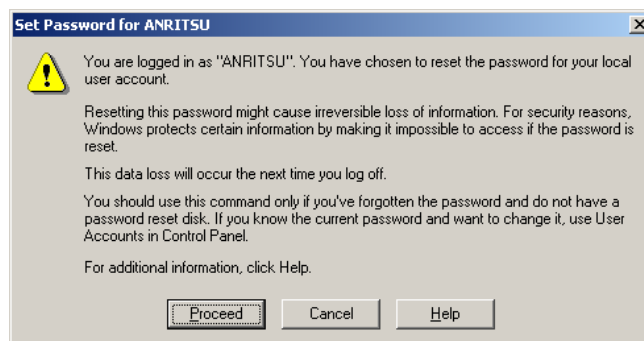 Set Password for ANRITSU
You are logged in as "ANRITSU". You have chosen to reset the password for your local
user account.
Resetting this password might cause irreversible loss of information. For security reasons,
Windows protects certain information by making it impossible to access if the password is
reset.
This data loss will occur the next time you log off.
You should use this command only if you've forgotten the password and do not have a
password reset disk. If you know the current password and want to change it, use User
Accounts in Control Panel.
For additional information, click Help.
Proceed Cancel Help